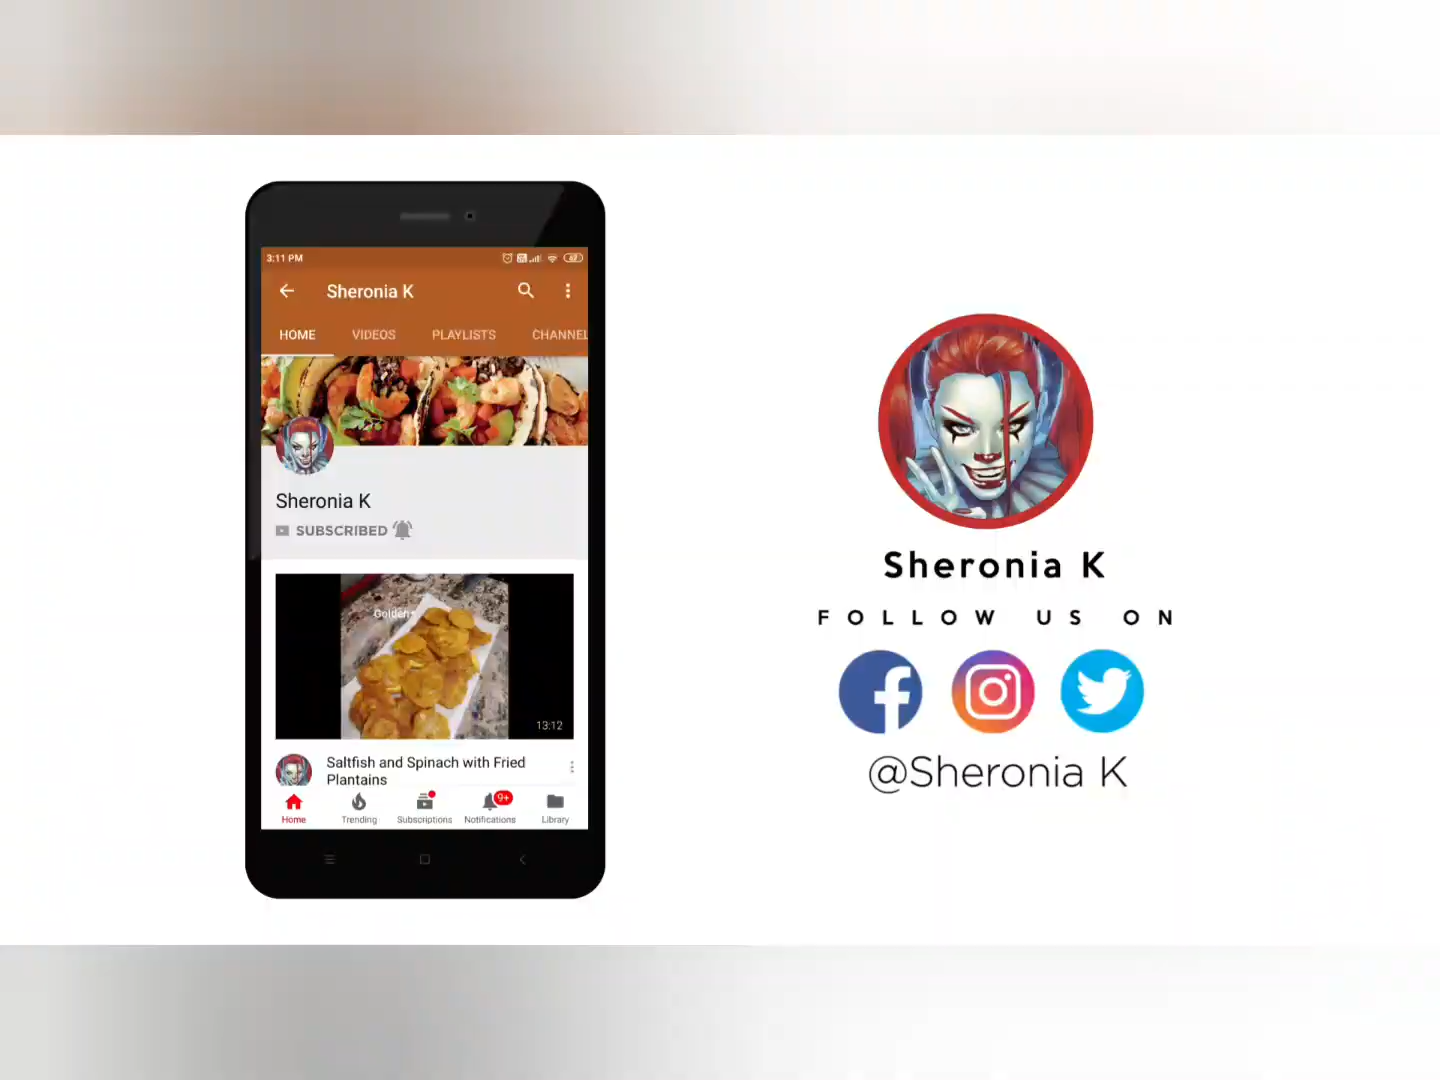 3:11 PM
Sheronia K
HOME VIDEOS PLAYLISTS CHANNEL
Sheronia K
SUBSCRIBED
Golden
13:12
Saltfish and Spinach with Fried
Plantains
9+
Home Trending Subscriptions Notifications Library
Sheronia K
FOLLOW US ON
@Sheronia K